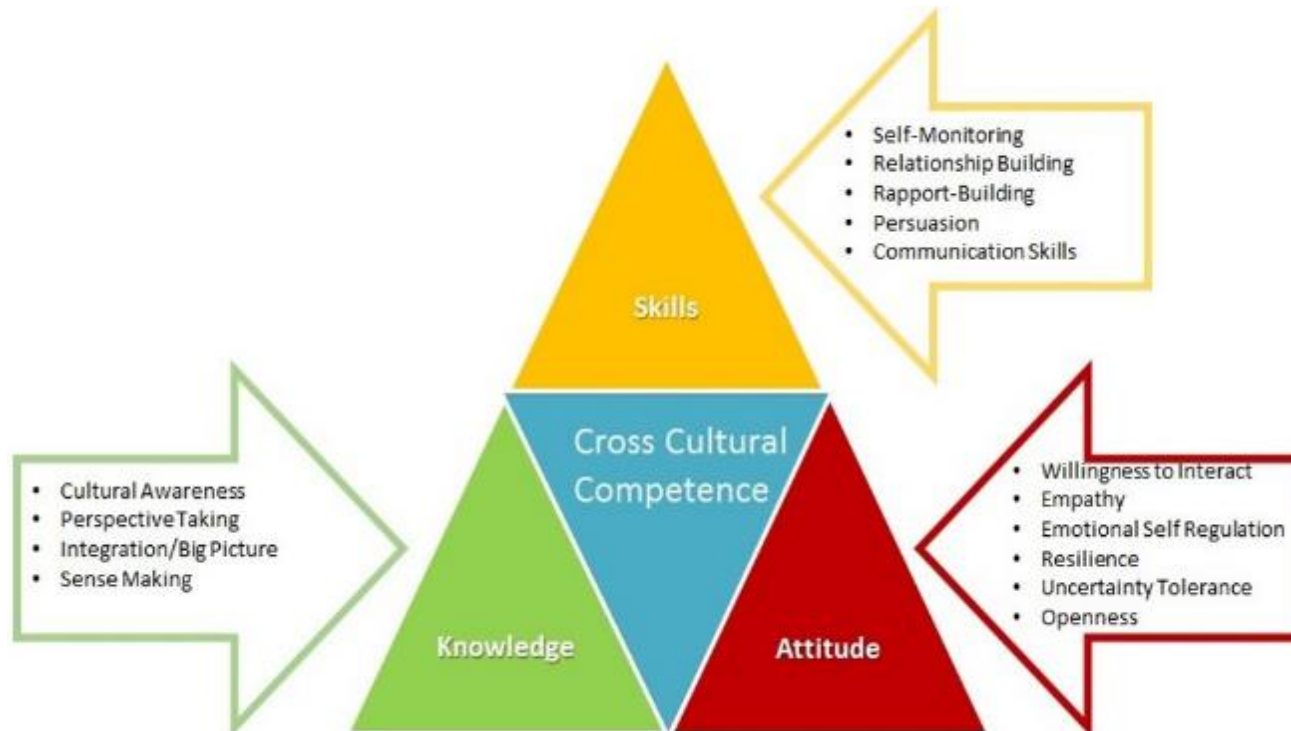 • Self-Monitoring
• Relationship Building
• Rapport-Building
• Persuasion
• Communication Skills
Skills
Cross Cultural
Competence
• Cultural Awareness
• Perspective Taking
• Integration/Big Picture
• Sense Making
• Willingness to Interact
• Empathy
• Emotional Self Regulation
• Resilience
• Uncertainty Tolerance
• Openness
Knowledge
Attitude